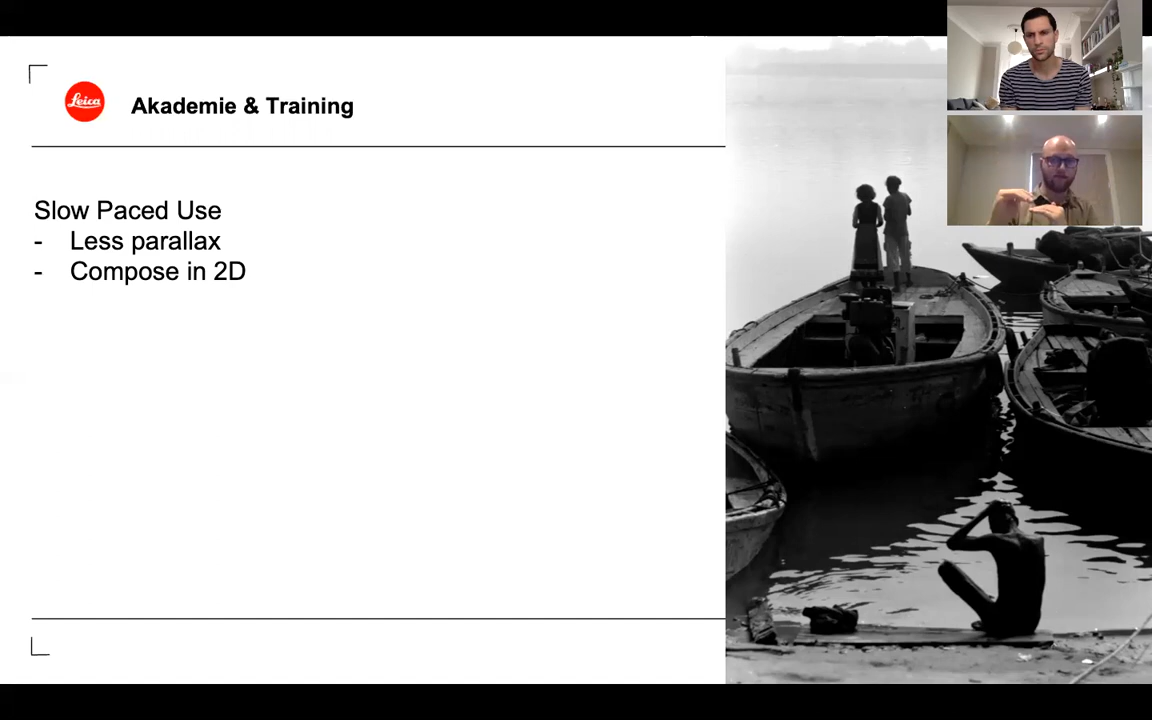 Leica
Akademie & Training
Slow Paced Use
- Less parallax
- Compose in 2D